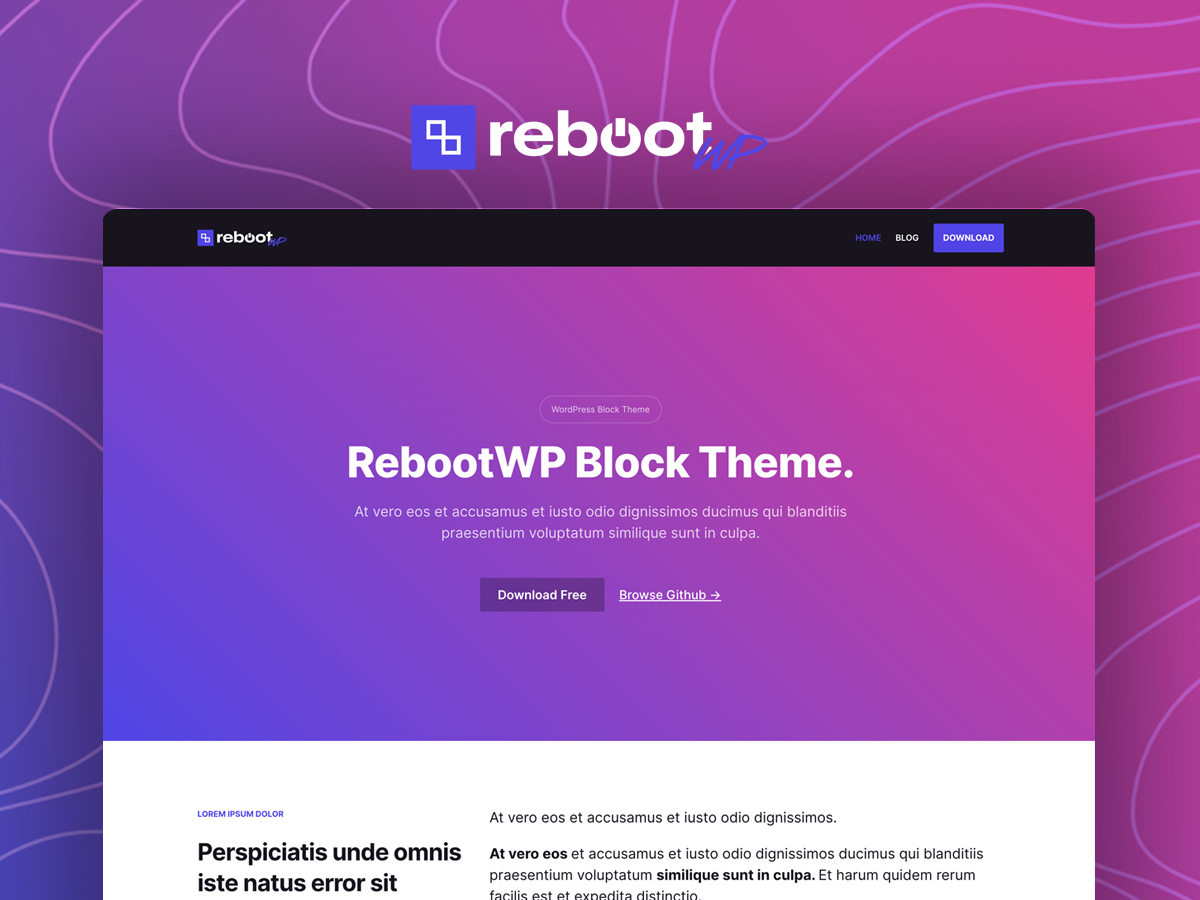 reboot WP
reboot WP
HOME BLOG DOWNLOAD
WordPress Block Theme
RebootWP Block Theme.
At vero eos et accusamus et iusto odio dignissimos ducimus qui blanditiis
praesentium voluptatum similique sunt in culpa.
Download Free Browse Github →
LOREM IPSUM DOLOR
Perspiciatis unde omnis
iste natus error sit
At vero eos et accusamus et iusto odio dignissimos.
At vero eos et accusamus et iusto odio dignissimos ducimus qui blanditiis
praesentium voluptatum similique sunt in culpa. Et harum quidem rerum
facilis est et expedita distinctio.